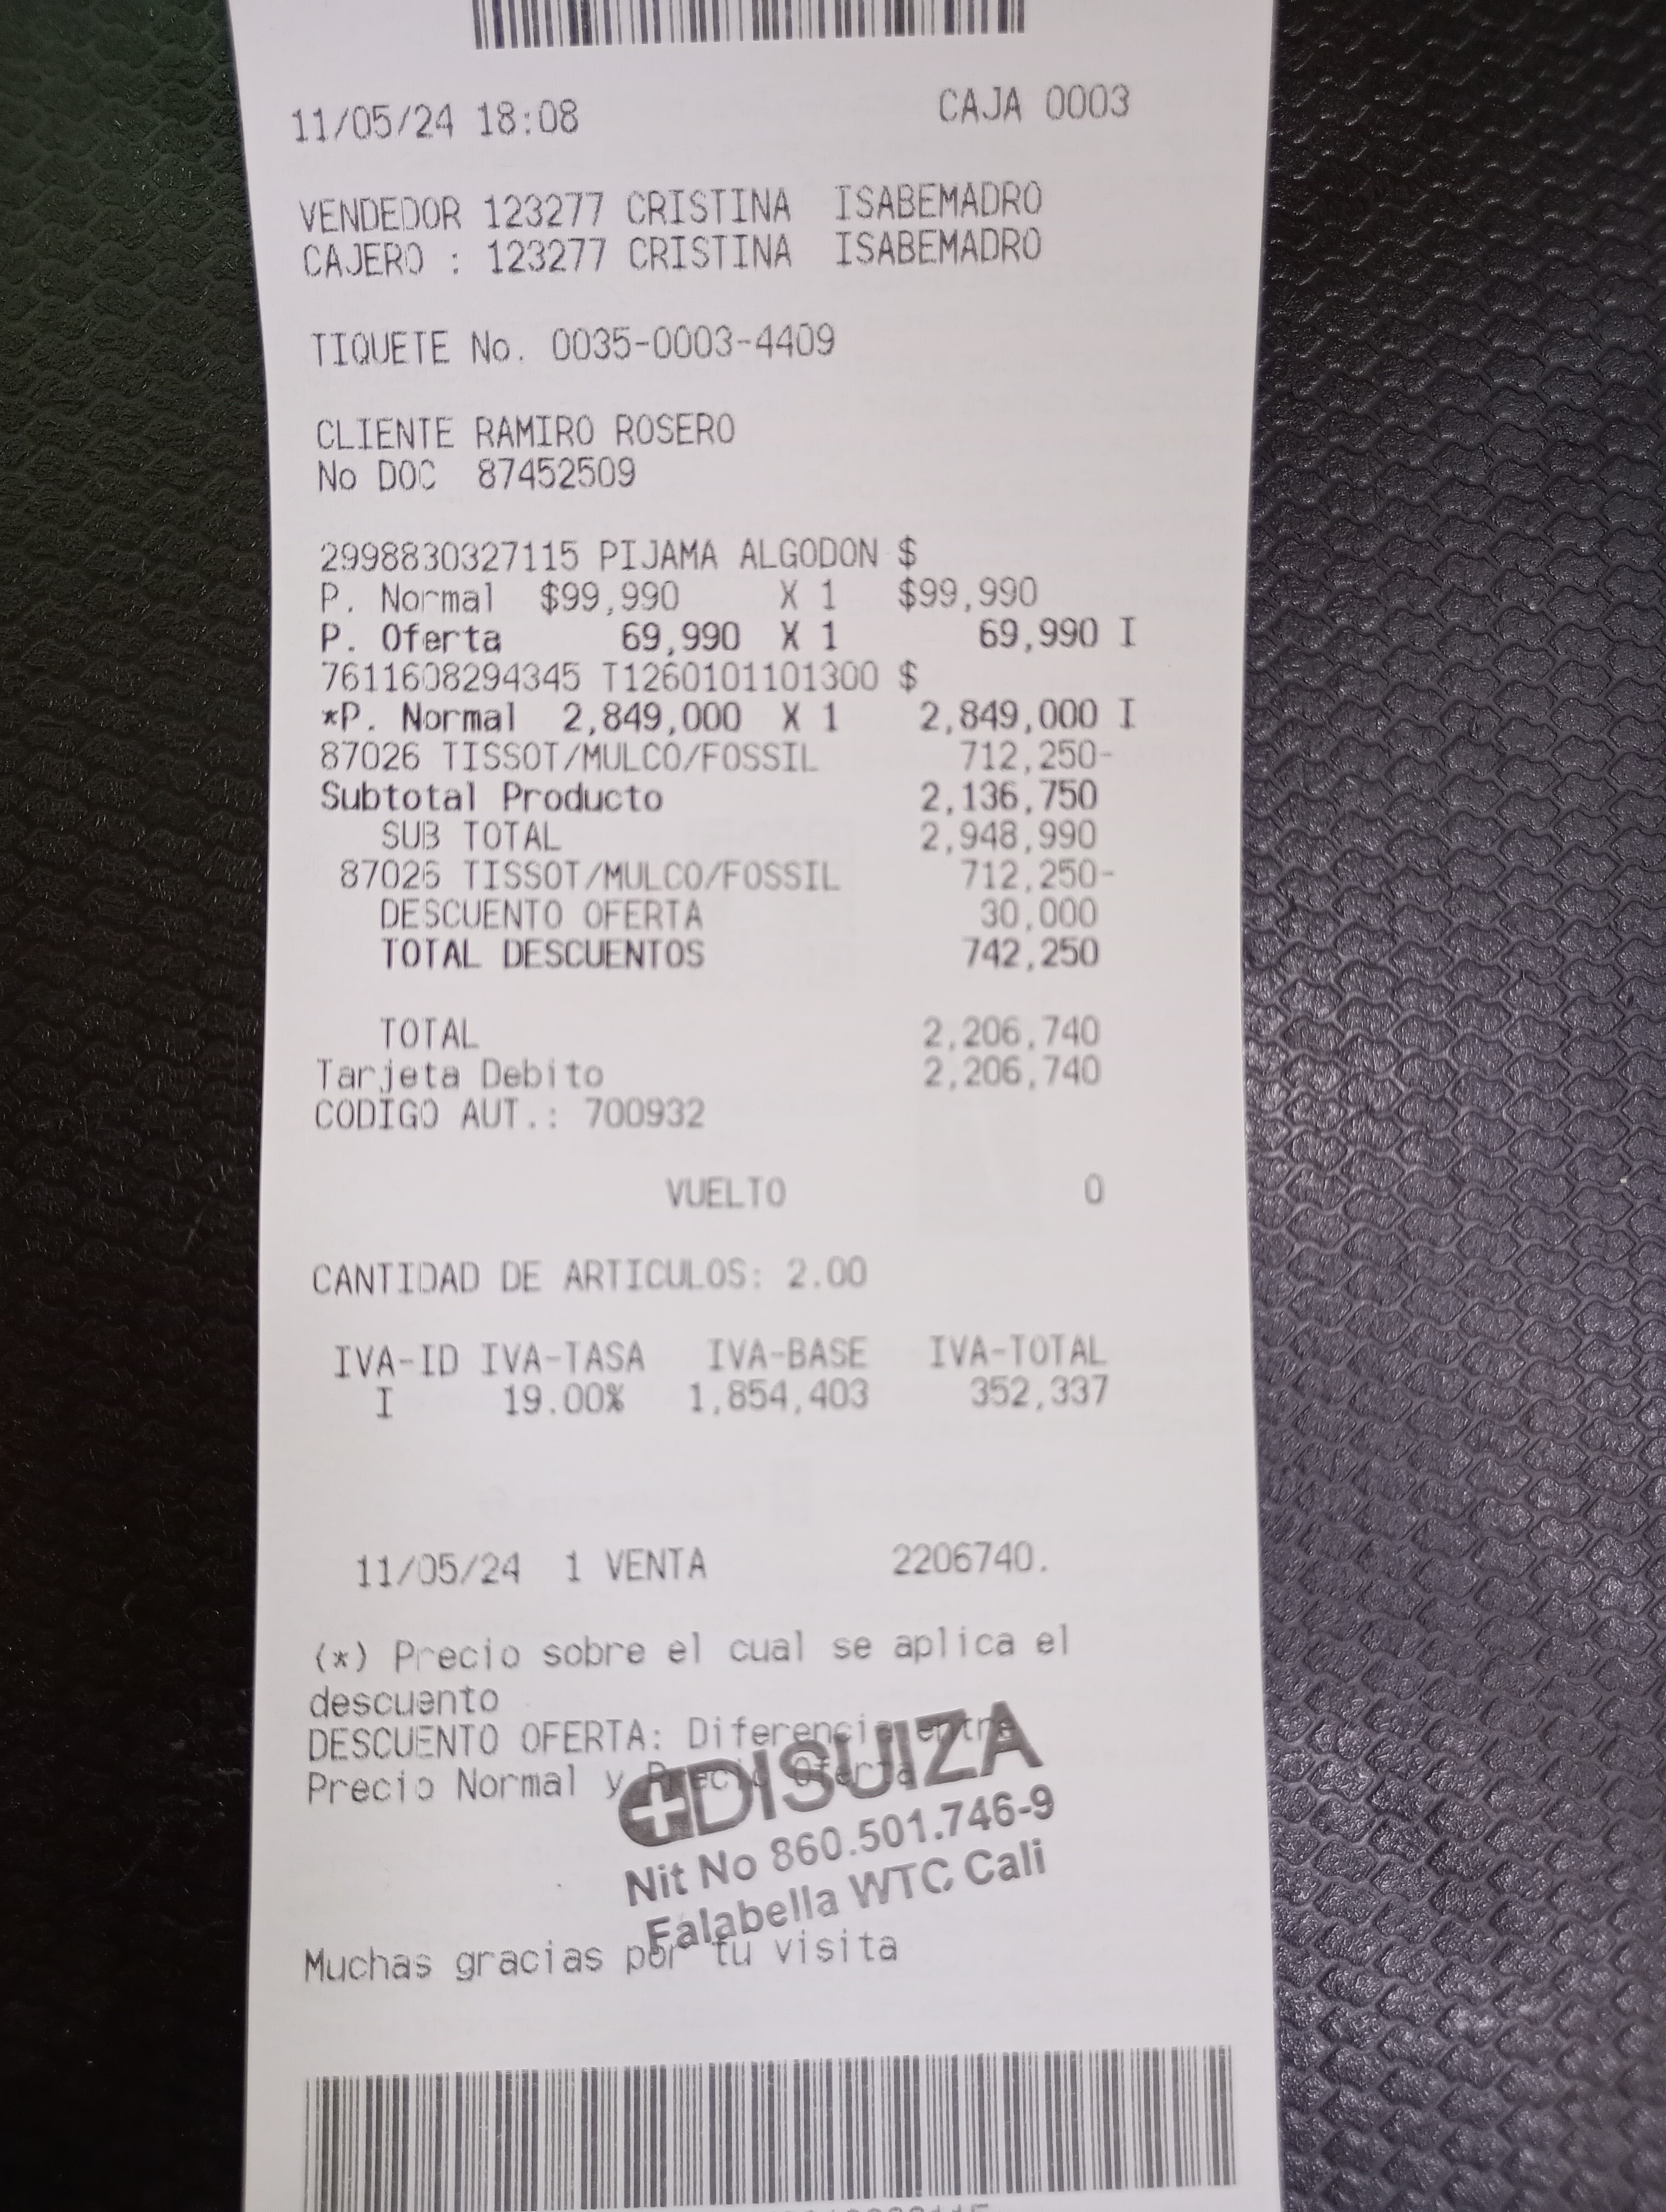 11/05/24 18:08 CAJA 0003
VENDEDOR 123277 CRISTINA ISABEMADRO
CAJERO : 123277 CRISTINA ISABEMADRO
TIQUETE No. 0035-0003-4409
CLIENTE RAMIRO ROSERO
No DOC 87452509
2998830327115 PIJAMA ALGODON $
P. Normal $99,990 X 1 $99,990
P. Oferta 69,990 X 1 69,990 I
7611608294345 T1260101101300 $
*P. Normal 2,849,000 X 1 2,849,000 I
87026 TISSOT/MULCO/FOSSIL 712,250-
Subtotal Producto 2,136,750
SUB TOTAL 2,948,990
87026 TISSOT/MULCO/FOSSIL 712,250-
DESCUENTO OFERTA 30,000
TOTAL DESCUENTOS 742,250
TOTAL 2,206,740
Tarjeta Debito 2,206,740
CODIGO AUT.: 700932
VUELTO 0
CANTIDAD DE ARTICULOS: 2.00
IVA-ID IVA-TASA IVA-BASE IVA-TOTAL
I 19.00% 1,854,403 352,337
11/05/24 1 VENTA 2206740.
(*) Precio sobre el cual se aplica el
descuento
DESCUENTO OFERTA: Diferencia entre
Precio Normal y Precio Oferta
DISUIZA
Nit No 860.501.746-9
Falabella WTC Cali
Muchas gracias por tu visita